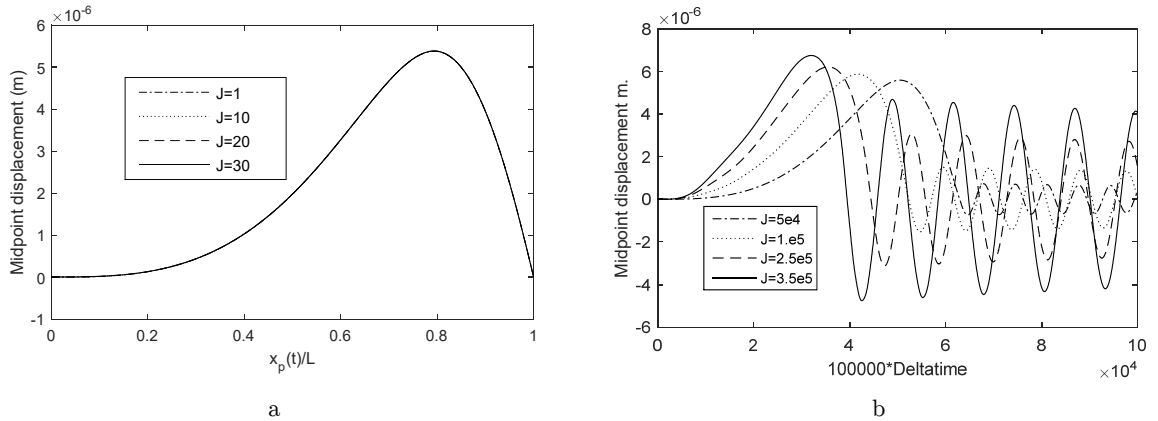 ×10^-6
6
5
4
3
2
1
0
-1
Midpoint displacement (m)
J=1
J=10
J=20
J=30
0 0.2 0.4 0.6 0.8 1
x_p(t)/L
a
×10^-6
8
6
4
2
0
-2
-4
-6
Midpoint displacement m.
J=5e4
J=1.e5
J=2.5e5
J=3.5e5
0 2 4 6 8 10
100000*Deltatime
×10^4
b